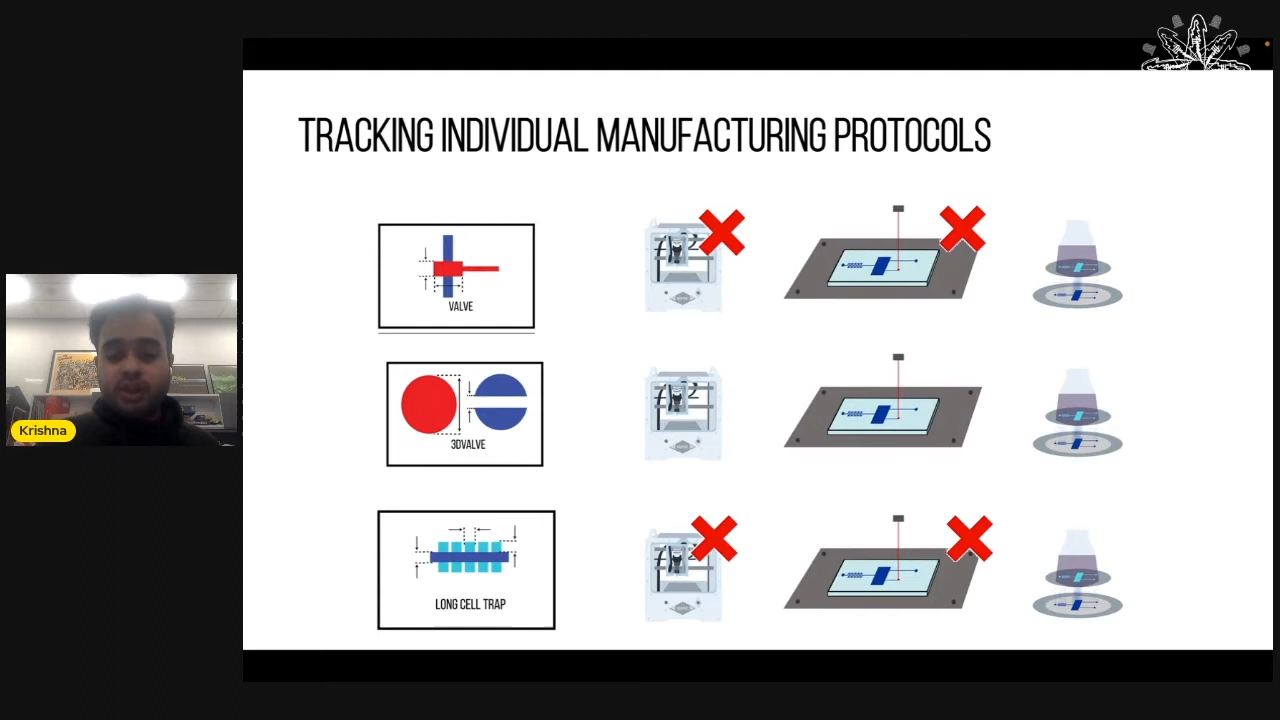 TRACKING INDIVIDUAL MANUFACTURING PROTOCOLS
VALVE
3DVALVE
LONG CELL TRAP
Krishna